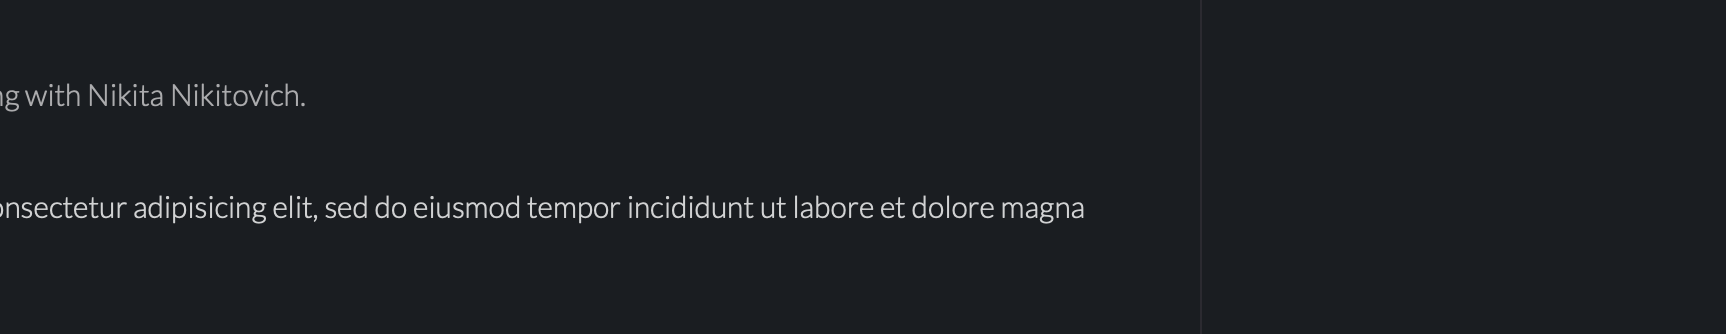 ng with Nikita Nikitovich.
onsectetur adipisicing elit, sed do eiusmod tempor incididunt ut labore et dolore magna